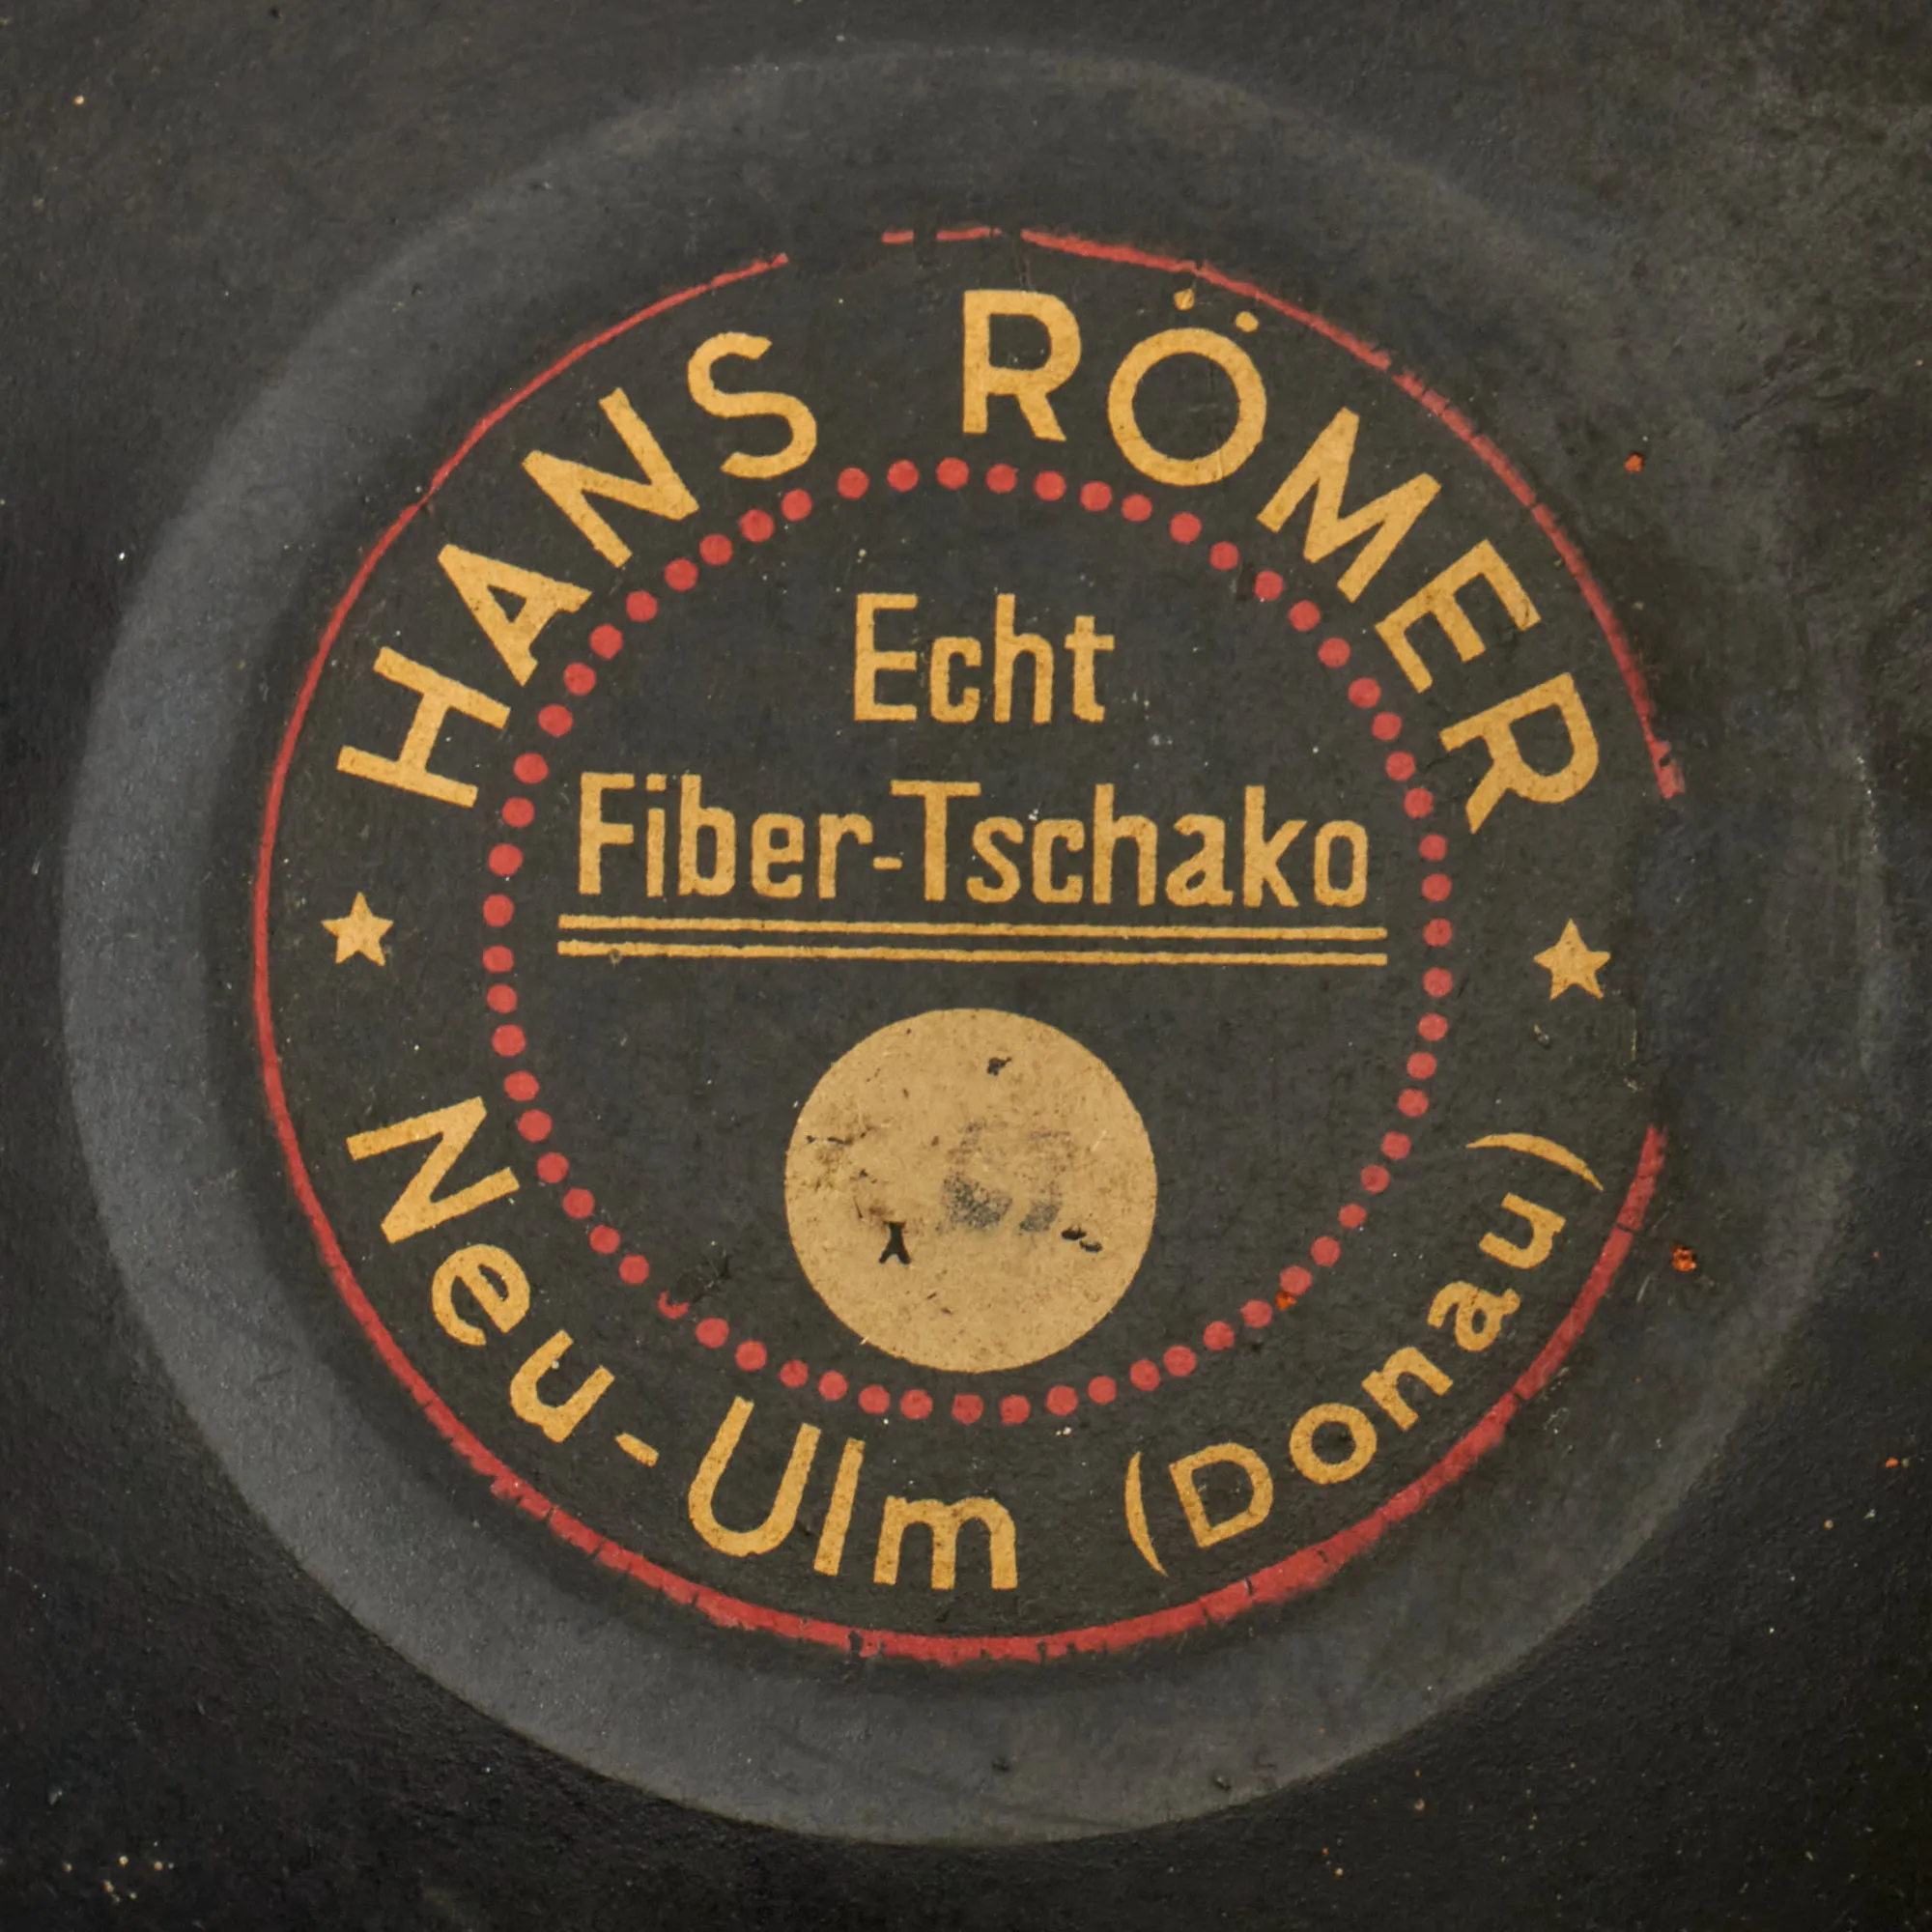 HANS RÖMER
Echt
Fiber-Tschako
Neu-Ulm (Donau)